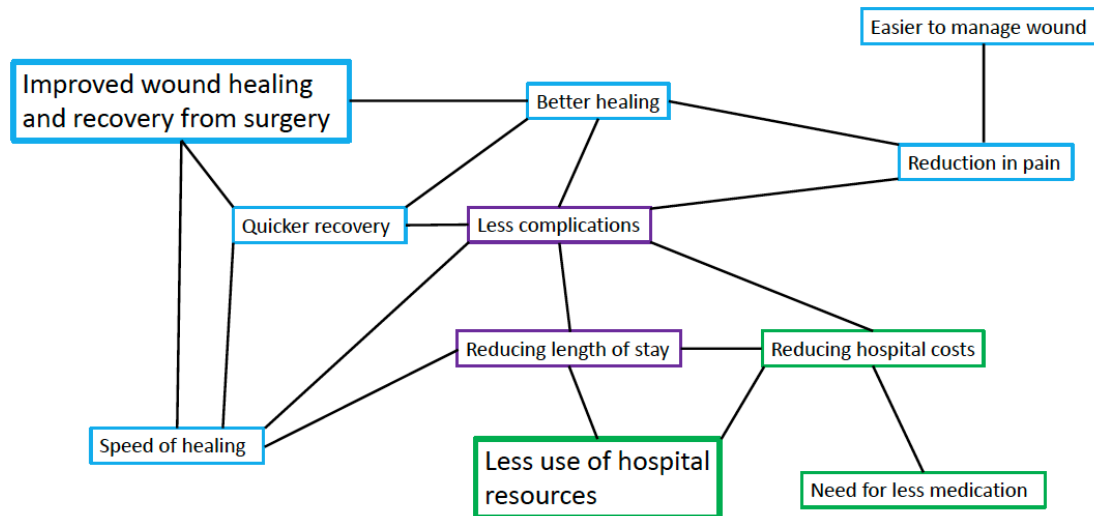 Easier to manage wound
Improved wound healing
and recovery from surgery
Better healing
Reduction in pain
Quicker recovery
Less complications
Reducing length of stay
Reducing hospital costs
Speed of healing
Less use of hospital
resources
Need for less medication